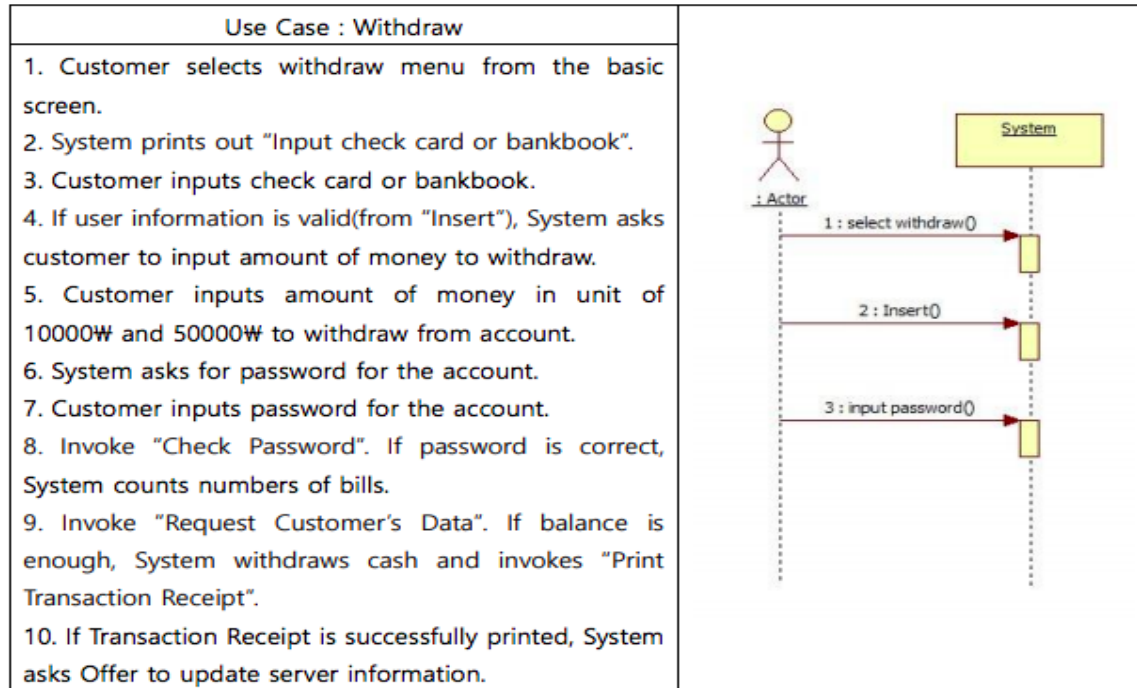 Use Case : Withdraw
1. Customer selects withdraw menu from the basic
screen.
2. System prints out “Input check card or bankbook”.
3. Customer inputs check card or bankbook.
4. If user information is valid(from “Insert”), System asks
customer to input amount of money to withdraw.
5. Customer inputs amount of money in unit of
10000₩ and 50000₩ to withdraw from account.
6. System asks for password for the account.
7. Customer inputs password for the account.
8. Invoke “Check Password”. If password is correct,
System counts numbers of bills.
9. Invoke “Request Customer’s Data”. If balance is
enough, System withdraws cash and invokes “Print
Transaction Receipt”.
10. If Transaction Receipt is successfully printed, System
asks Offer to update server information.
System
: Actor
1 : select withdraw()
2 : Insert()
3 : input password()